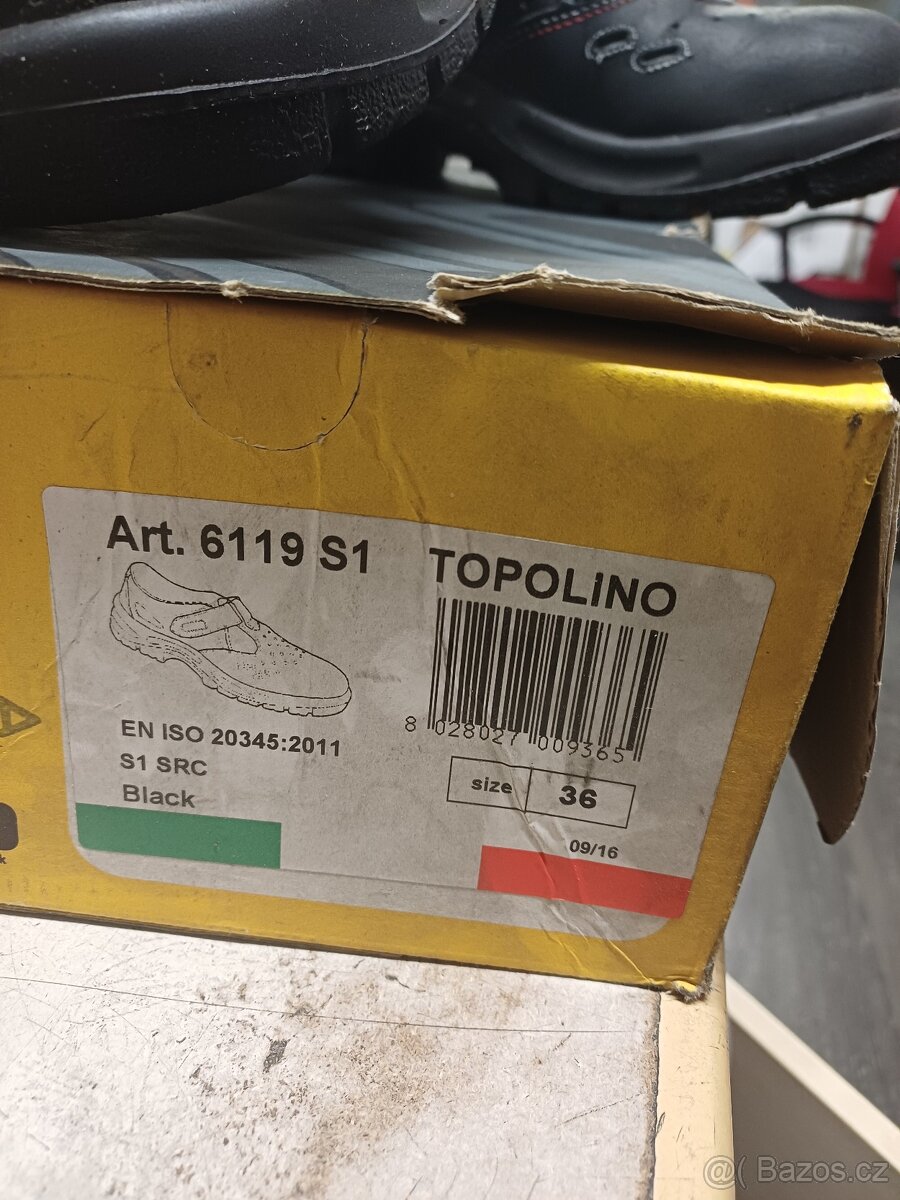 Art. 6119 S1 TOPOLINO
8 028027 009365
EN ISO 20345:2011
S1 SRC
Black
size 36
09/16
@( Bazos.cz